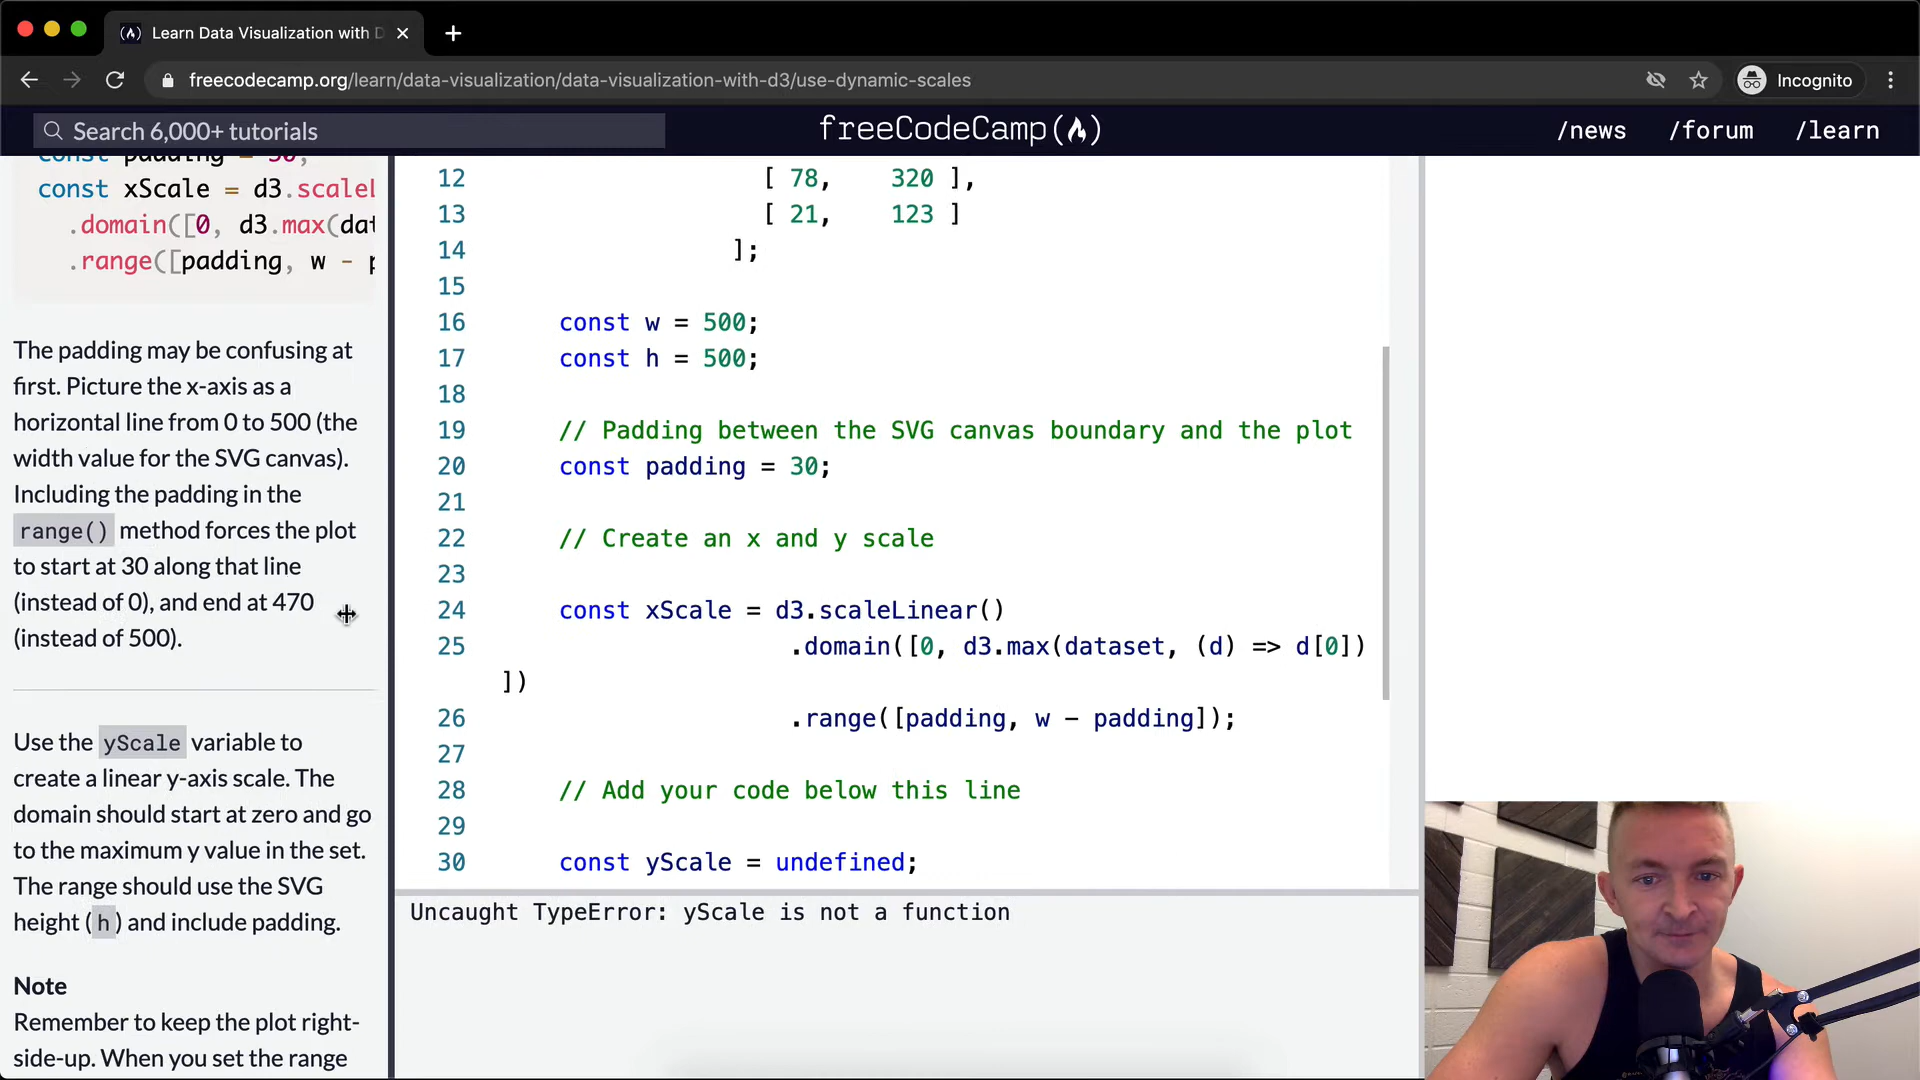 Learn Data Visualization with D
freecodecamp.org/learn/data-visualization/data-visualization-with-d3/use-dynamic-scales
Incognito
Search 6,000+ tutorials
freeCodeCamp
/news
/forum
/learn
const padding = 30;
const xScale = d3.scaleL
.domain([0, d3.max(dat
.range([padding, w - p
The padding may be confusing at
first. Picture the x-axis as a
horizontal line from 0 to 500 (the
width value for the SVG canvas).
Including the padding in the
range() method forces the plot
to start at 30 along that line
(instead of 0), and end at 470
(instead of 500).
Use the yScale variable to
create a linear y-axis scale. The
domain should start at zero and go
to the maximum y value in the set.
The range should use the SVG
height (h) and include padding.
Note
Remember to keep the plot right-
side-up. When you set the range
12 [ 78, 320 ],
13 [ 21, 123 ]
14 ];
15
16 const w = 500;
17 const h = 500;
18
19 // Padding between the SVG canvas boundary and the plot
20 const padding = 30;
21
22 // Create an x and y scale
23
24 const xScale = d3.scaleLinear()
25 .domain([0, d3.max(dataset, (d) => d[0])
])
26 .range([padding, w - padding]);
27
28 // Add your code below this line
29
30 const yScale = undefined;
Uncaught TypeError: yScale is not a function